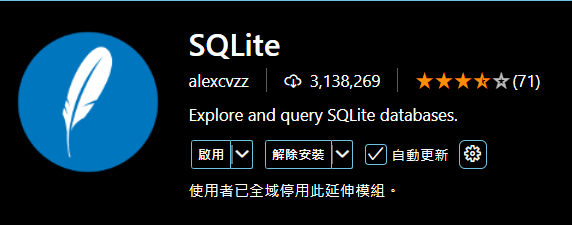 SQLite
alexcvzz 3,138,269 (71)
Explore and query SQLite databases.
啟用 解除安裝 自動更新
使用者已全域停用此延伸模組。